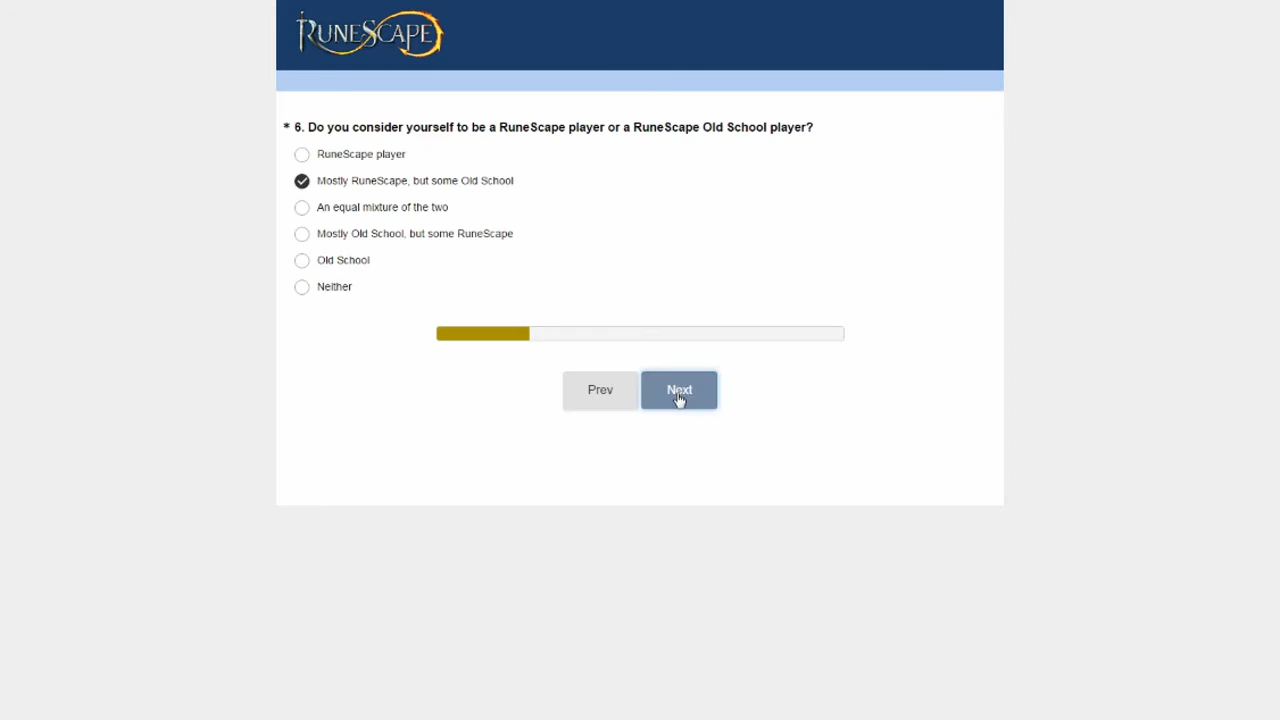 RUNESCAPE
* 6. Do you consider yourself to be a RuneScape player or a RuneScape Old School player?
RuneScape player
Mostly RuneScape, but some Old School
An equal mixture of the two
Mostly Old School, but some RuneScape
Old School
Neither
Prev Next